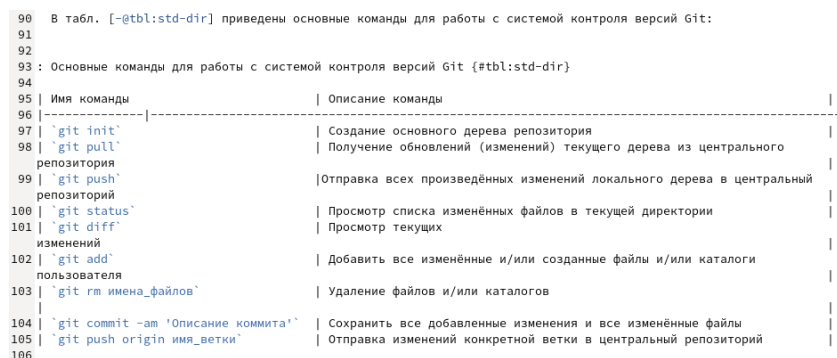 90 В табл. [-@tbl:std-dir] приведены основные команды для работы с системой контроля версий Git:
91
92
93 : Основные команды для работы с системой контроля версий Git {#tbl:std-dir}
94
95 | Имя команды | Описание команды |
96 |--------------|------------------------------------------------------------------------------------------
97 | `git init` | Создание основного дерева репозитория |
98 | `git pull` | Получение обновлений (изменений) текущего дерева из центрального
репозитория |
99 | `git push` |Отправка всех произведённых изменений локального дерева в центральный
репозиторий |
100 | `git status` | Просмотр списка изменённых файлов в текущей директории |
101 | `git diff` | Просмотр текущих
изменений |
102 | `git add` | Добавить все изменённые и/или созданные файлы и/или каталоги
пользователя |
103 | `git rm имена_файлов` | Удаление файлов и/или каталогов
| |
104 | `git commit -am 'Описание коммита'` | Сохранить все добавленные изменения и все изменённые файлы |
105 | `git push origin имя_ветки` | Отправка изменений конкретной ветки в центральный репозиторий |
106